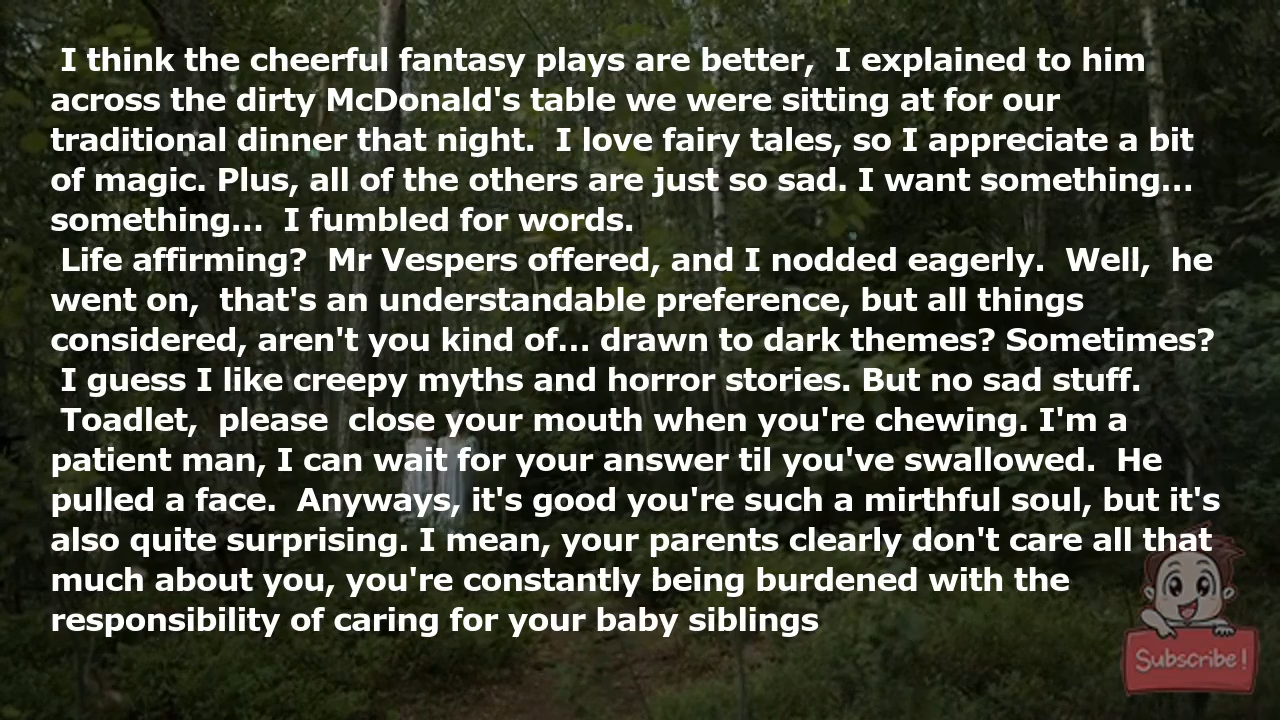 I think the cheerful fantasy plays are better,  I explained to him
across the dirty McDonald's table we were sitting at for our
traditional dinner that night.  I love fairy tales, so I appreciate a bit
of magic. Plus, all of the others are just so sad. I want something...
something...  I fumbled for words.
Life affirming?  Mr Vespers offered, and I nodded eagerly.  Well,  he
went on,  that's an understandable preference, but all things
considered, aren't you kind of... drawn to dark themes? Sometimes?
I guess I like creepy myths and horror stories. But no sad stuff.
Toadlet,  please  close your mouth when you're chewing. I'm a
patient man, I can wait for your answer til you've swallowed.  He
pulled a face.  Anyways, it's good you're such a mirthful soul, but it's
also quite surprising. I mean, your parents clearly don't care all that
much about you, you're constantly being burdened with the
responsibility of caring for your baby siblings
Subscribe!